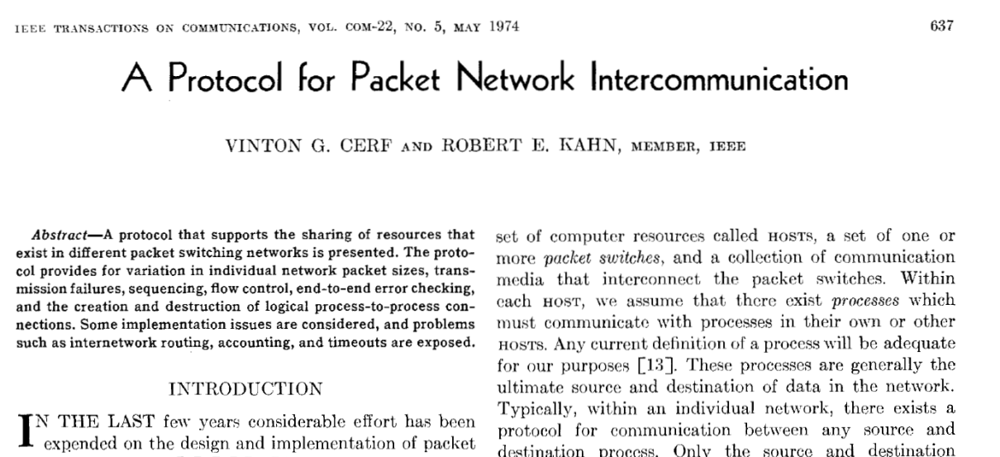 IEEE TRANSACTIONS ON COMMUNICATIONS, VOL. COM-22, NO. 5, MAY 1974 637
A Protocol for Packet Network Intercommunication
VINTON G. CERF AND ROBERT E. KAHN, MEMBER, IEEE
Abstract—A protocol that supports the sharing of resources that
exist in different packet switching networks is presented. The proto-
col provides for variation in individual network packet sizes, trans-
mission failures, sequencing, flow control, end-to-end error checking,
and the creation and destruction of logical process-to-process con-
nections. Some implementation issues are considered, and problems
such as internetwork routing, accounting, and timeouts are exposed.
INTRODUCTION
IN THE LAST few years considerable effort has been
expended on the design and implementation of packet
set of computer resources called HOSTS, a set of one or
more packet switches, and a collection of communication
media that interconnect the packet switches. Within
each HOST, we assume that there exist processes which
must communicate with processes in their own or other
HOSTS. Any current definition of a process will be adequate
for our purposes [13]. These processes are generally the
ultimate source and destination of data in the network.
Typically, within an individual network, there exists a
protocol for communication between any source and
destination process. Only the source and destination